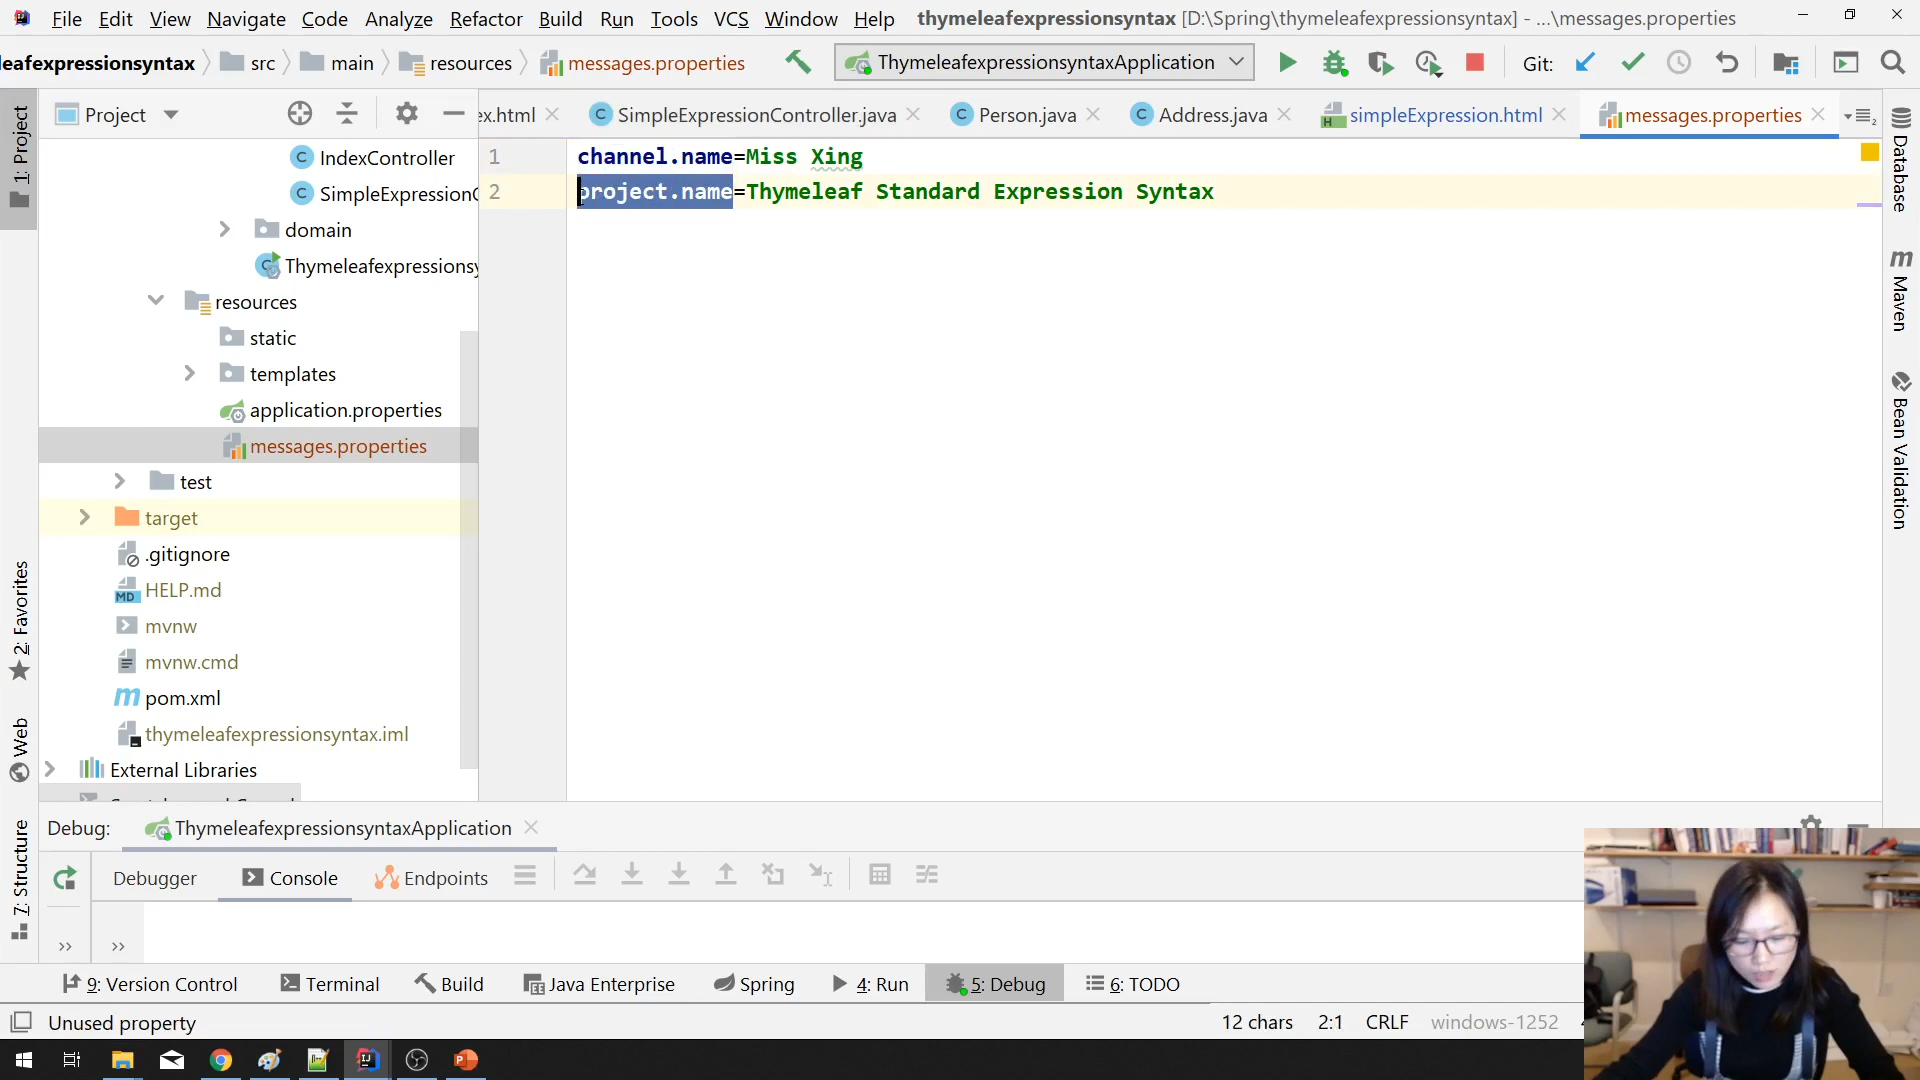 File Edit View Navigate Code Analyze Refactor Build Run Tools VCS Window Help thymeleafexpressionsyntax [D:\Spring\thymeleafexpressionsyntax] - ...\messages.properties
leafexpressionsyntax src main resources messages.properties ThymeleafexpressionsyntaxApplication Git:
Project ex.html SimpleExpressionController.java Person.java Address.java simpleExpression.html messages.properties
1: Project
2: Favorites
Web
7: Structure
IndexController
SimpleExpressionC
domain
Thymeleafexpressionsy
resources
static
templates
application.properties
messages.properties
test
target
.gitignore
HELP.md
mvnw
mvnw.cmd
pom.xml
thymeleafexpressionsyntax.iml
External Libraries
1 channel.name=Miss Xing
2 project.name=Thymeleaf Standard Expression Syntax
Database
Maven
Bean Validation
Debug: ThymeleafexpressionsyntaxApplication
Debugger Console Endpoints
9: Version Control Terminal Build Java Enterprise Spring 4: Run 5: Debug 6: TODO
Unused property 12 chars 2:1 CRLF windows-1252